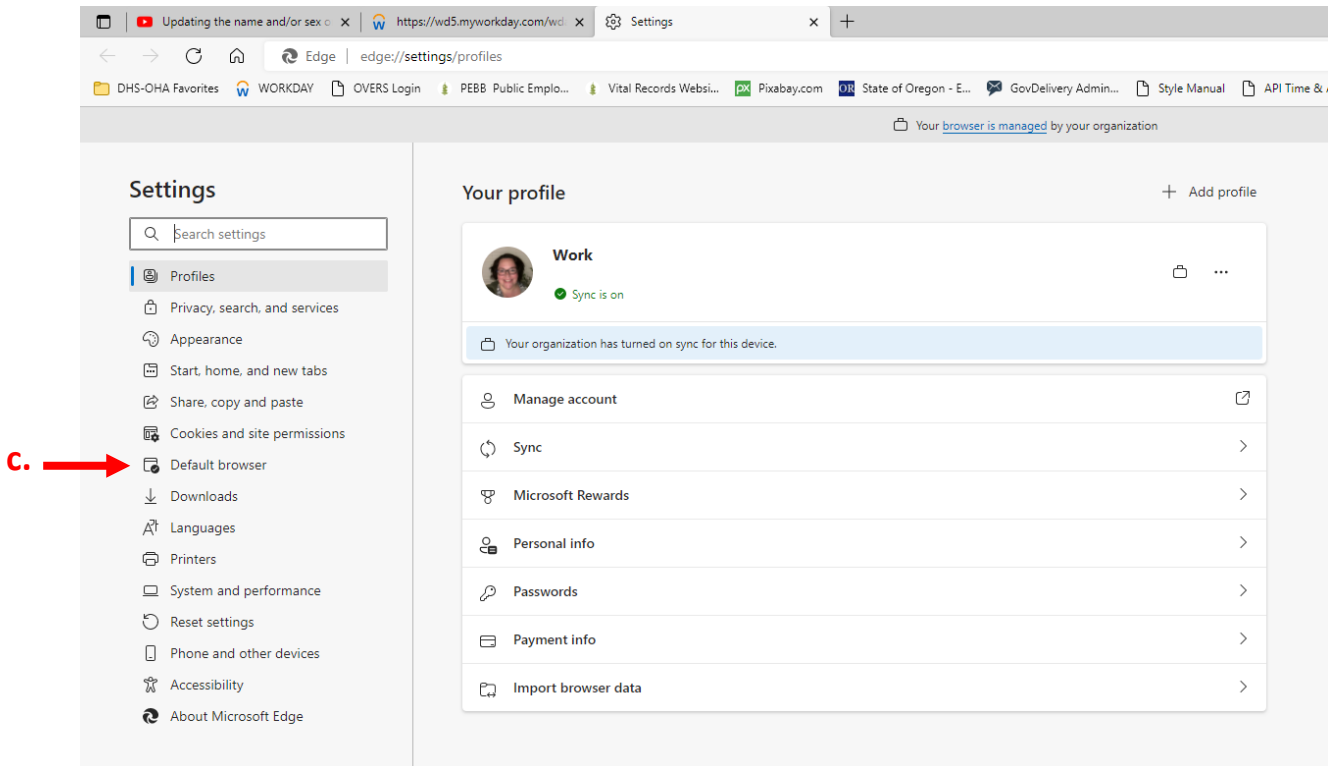 Updating the name and/or sex o
https://wd5.myworkday.com/wd
Settings
Edge | edge://settings/profiles
DHS-OHA Favorites WORKDAY OVERS Login PEBB Public Emplo... Vital Records Websi... Pixabay.com State of Oregon - E... GovDelivery Admin... Style Manual API Time &
Your browser is managed by your organization
Settings
Search settings
Profiles
Privacy, search, and services
Appearance
Start, home, and new tabs
Share, copy and paste
Cookies and site permissions
c.
Default browser
Downloads
Languages
Printers
System and performance
Reset settings
Phone and other devices
Accessibility
About Microsoft Edge
Your profile
Add profile
Work
Sync is on
Your organization has turned on sync for this device.
Manage account
Sync
Microsoft Rewards
Personal info
Passwords
Payment info
Import browser data